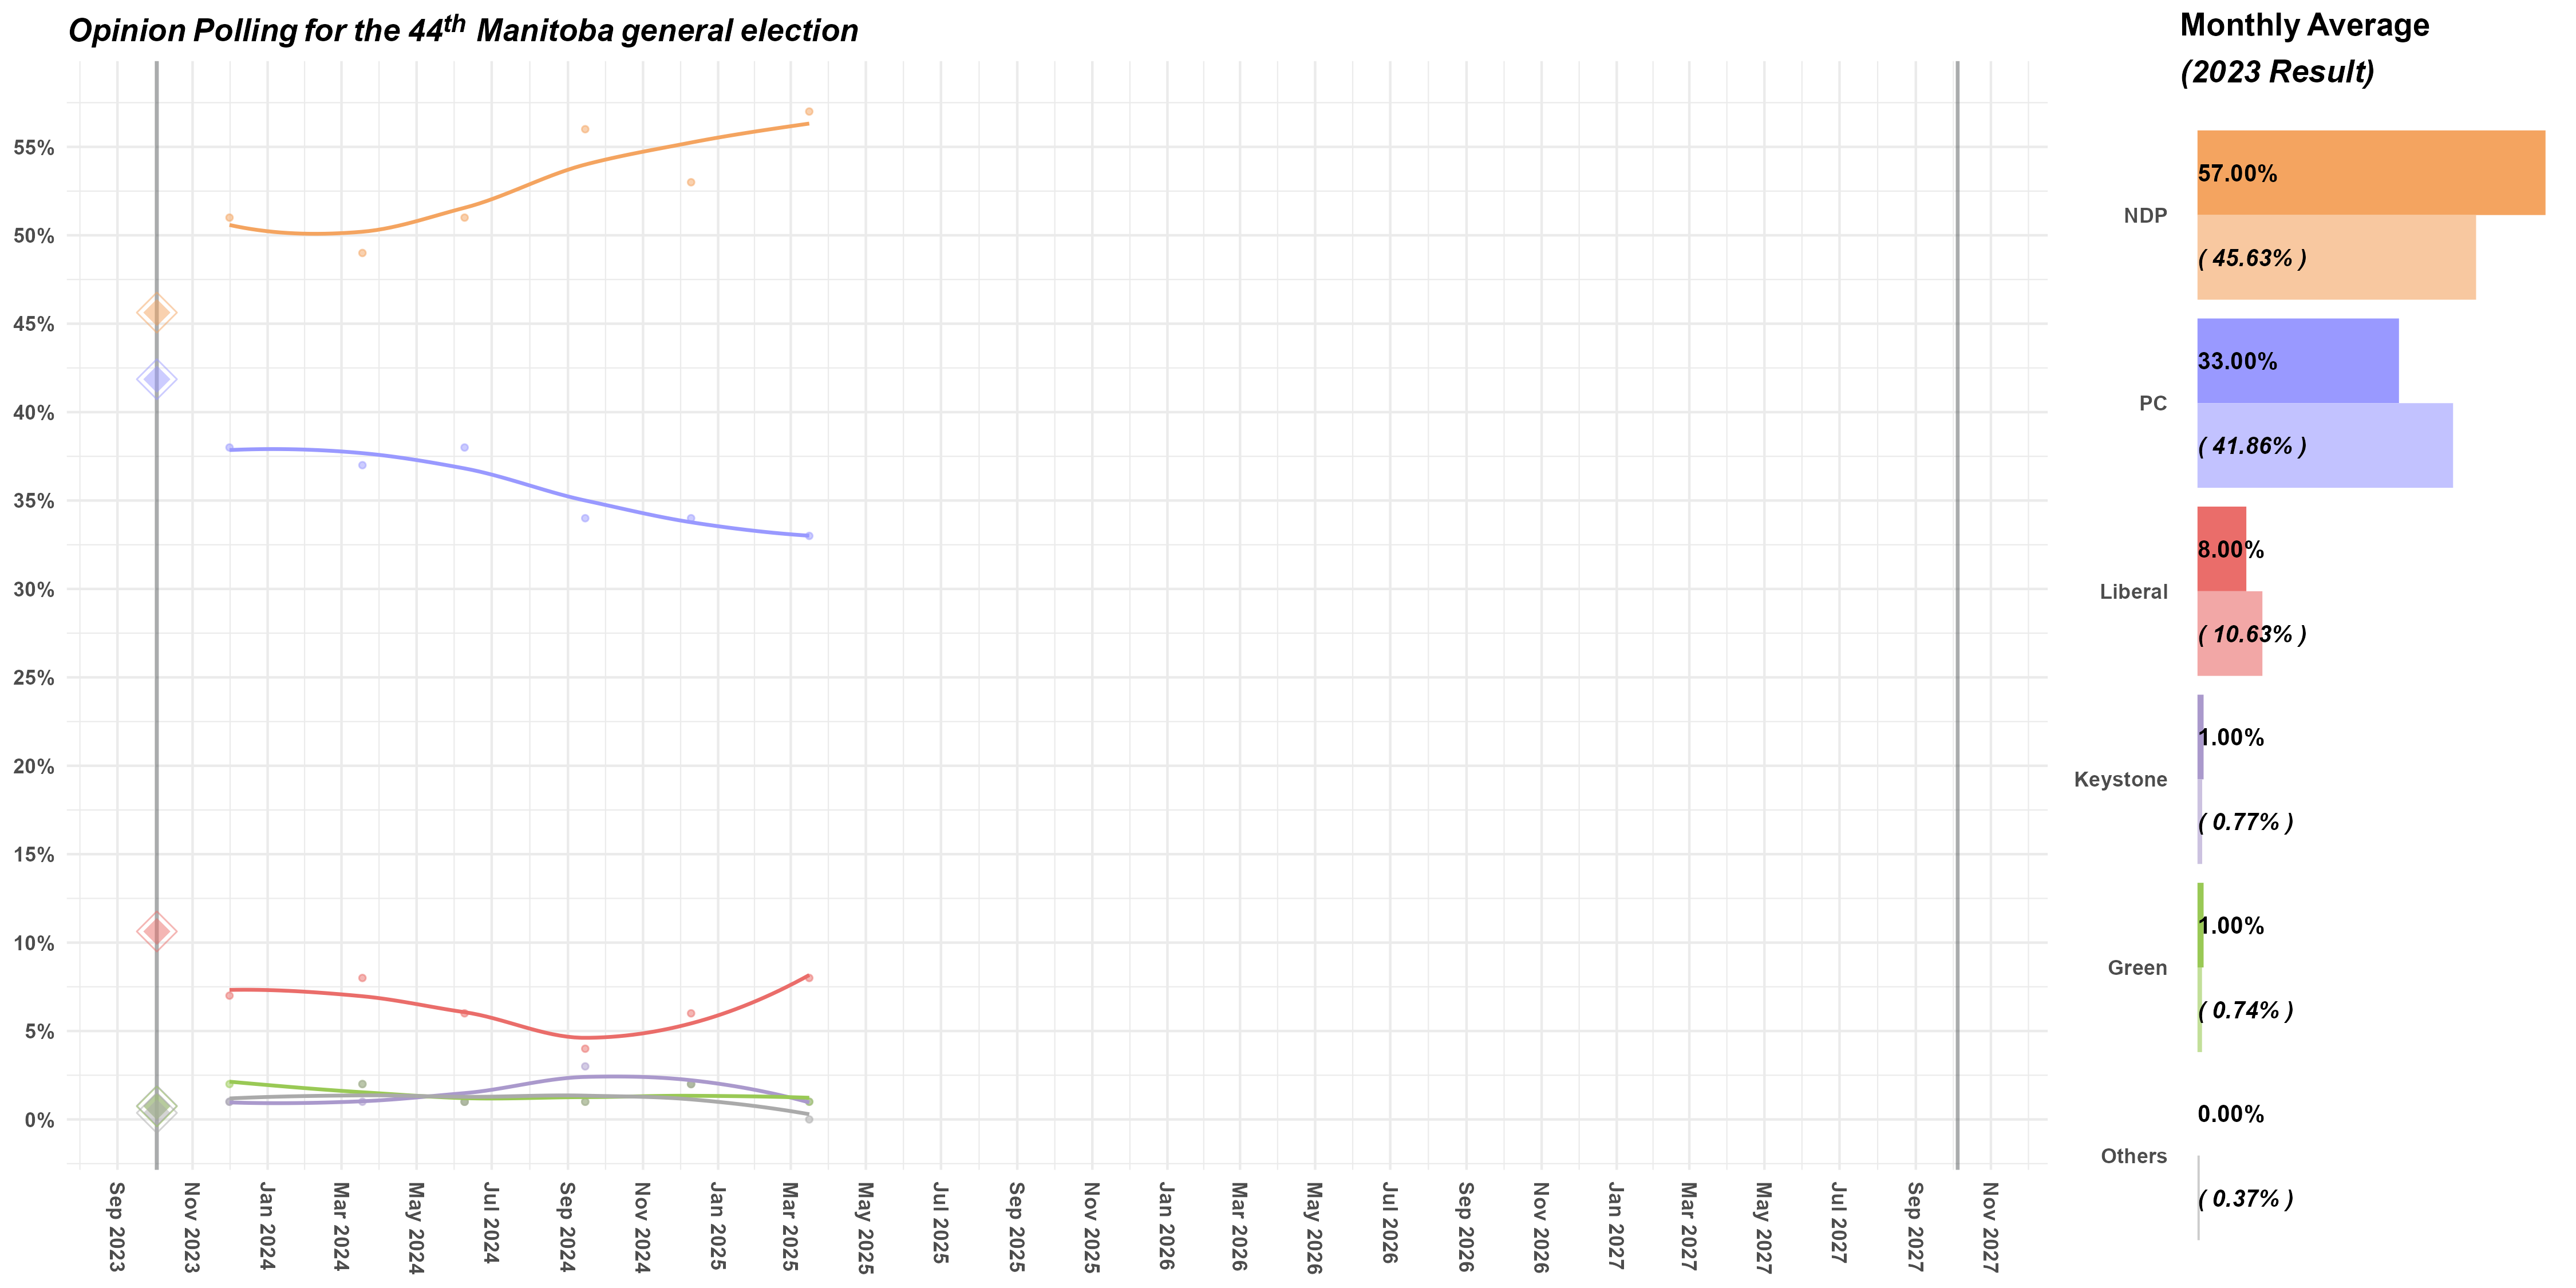 Opinion Polling for the 44th Manitoba general election
55%
50%
45%
40%
35%
30%
25%
20%
15%
10%
5%
0%
Sep 2023
Nov 2023
Jan 2024
Mar 2024
May 2024
Jul 2024
Sep 2024
Nov 2024
Jan 2025
Mar 2025
May 2025
Jul 2025
Sep 2025
Nov 2025
Jan 2026
Mar 2026
May 2026
Jul 2026
Sep 2026
Nov 2026
Jan 2027
Mar 2027
May 2027
Jul 2027
Sep 2027
Nov 2027
Monthly Average
(2023 Result)
NDP
57.00%
( 45.63% )
PC
33.00%
( 41.86% )
Liberal
8.00%
( 10.63% )
Keystone
1.00%
( 0.77% )
Green
1.00%
( 0.74% )
Others
0.00%
( 0.37% )